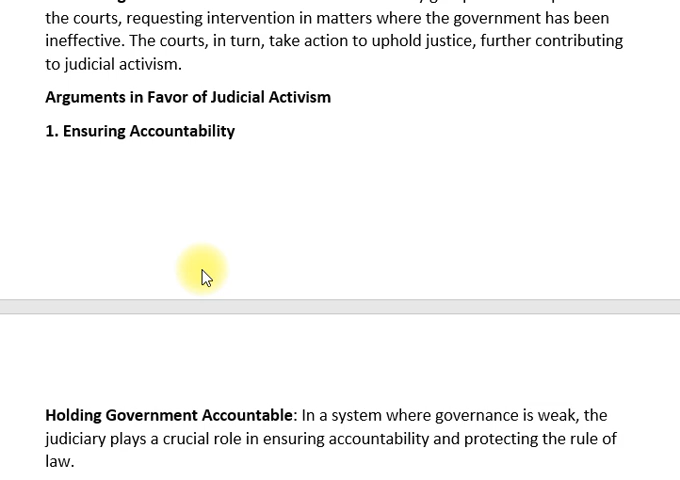 the courts, requesting intervention in matters where the government has been
ineffective. The courts, in turn, take action to uphold justice, further contributing
to judicial activism.
Arguments in Favor of Judicial Activism
1. Ensuring Accountability
Holding Government Accountable: In a system where governance is weak, the
judiciary plays a crucial role in ensuring accountability and protecting the rule of
law.